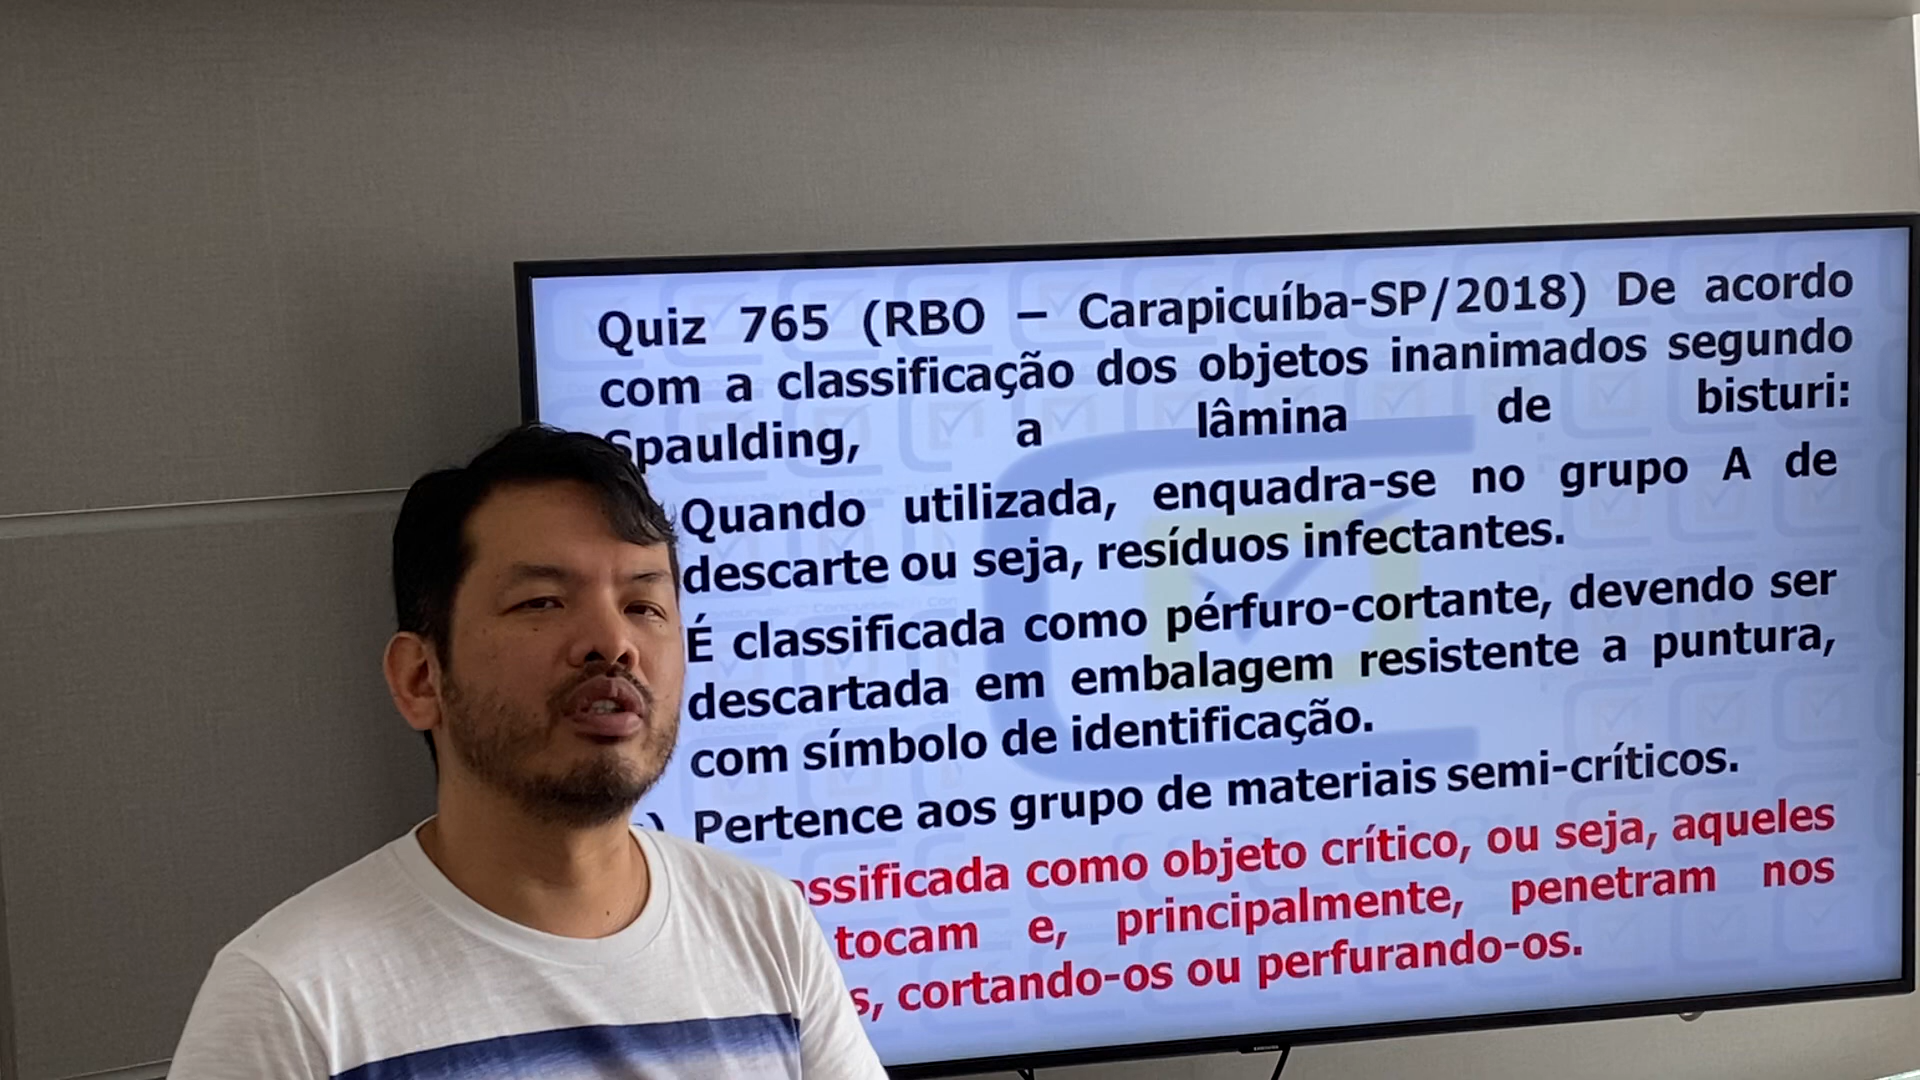 Quiz 765 (RBO – Carapicuíba-SP/2018) De acordo
com a classificação dos objetos inanimados segundo
Spaulding, a lâmina de bisturi:
Quando utilizada, enquadra-se no grupo A de
descarte ou seja, resíduos infectantes.
É classificada como pérfuro-cortante, devendo ser
descartada em embalagem resistente a puntura,
com símbolo de identificação.
) Pertence aos grupo de materiais semi-críticos.
ssificada como objeto crítico, ou seja, aqueles
tocam e, principalmente, penetram nos
s, cortando-os ou perfurando-os.